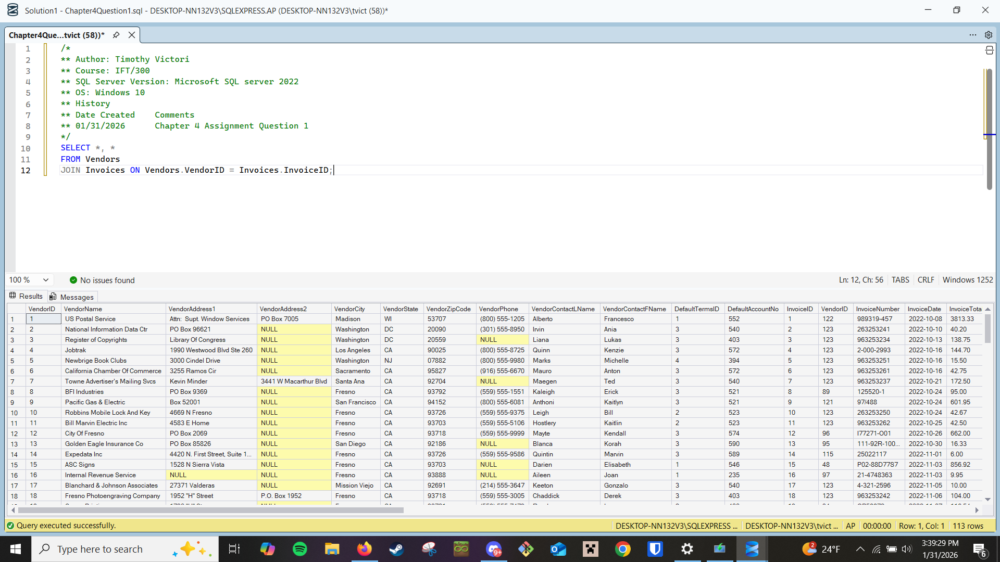 Solution1 - Chapter4Question1.sql - DESKTOP-NN132V3\SQLEXPRESS.AP (DESKTOP-NN132V3\tvict (58))*
Chapter4Que...tvict (58))*
1 /*
2 ** Author: Timothy Victori
3 ** Course: IFT/300
4 ** SQL Server Version: Microsoft SQL server 2022
5 ** OS: Windows 10
6 ** History
7 ** Date Created    Comments
8 ** 01/31/2026      Chapter 4 Assignment Question 1
9 */
10 SELECT *, *
11 FROM Vendors
12 JOIN Invoices ON Vendors.VendorID = Invoices.InvoiceID;
100 % No issues found Ln: 12, Ch: 56 TABS CRLF Windows 1252
Results Messages
VendorID VendorName VendorAddress1 VendorAddress2 VendorCity VendorState VendorZipCode VendorPhone VendorContactLName VendorContactFName DefaultTermsID DefaultAccountNo InvoiceID VendorID InvoiceNumber InvoiceDate InvoiceTota
1 1 US Postal Service Attn: Supt. Window Services PO Box 7005 Madison WI 53707 (800) 555-1205 Alberto Francesco 1 552 1 122 989319-457 2022-10-08 3813.33
2 2 National Information Data Ctr PO Box 96621 NULL Washington DC 20090 (301) 555-8950 Irvin Ania 3 540 2 123 263253241 2022-10-10 40.20
3 3 Register of Copyrights Library Of Congress NULL Washington DC 20559 NULL Liana Lukas 3 403 3 123 963253234 2022-10-13 138.75
4 4 Jobtrak 1990 Westwood Blvd Ste 260 NULL Los Angeles CA 90025 (800) 555-8725 Quinn Kenzie 3 572 4 123 2-000-2993 2022-10-16 144.70
5 5 Newbrige Book Clubs 3000 Cindel Drive NULL Washington NJ 07882 (800) 555-9980 Marks Michelle 4 394 5 123 963253251 2022-10-16 15.50
6 6 California Chamber Of Commerce 3255 Ramos Cir NULL Sacramento CA 95827 (916) 555-6670 Mauro Anton 3 572 6 123 963253261 2022-10-16 42.75
7 7 Towne Advertiser's Mailing Svcs Kevin Minder 3441 W Macarthur Blvd Santa Ana CA 92704 NULL Maegen Ted 3 540 7 123 963253237 2022-10-21 172.50
8 8 BFI Industries PO Box 9369 NULL Fresno CA 93792 (559) 555-1551 Kaleigh Erick 3 521 8 89 125520-1 2022-10-24 95.00
9 9 Pacific Gas & Electric Box 52001 NULL San Francisco CA 94152 (800) 555-6081 Anthoni Kaitlyn 3 521 9 121 97/488 2022-10-24 601.95
10 10 Robbins Mobile Lock And Key 4669 N Fresno NULL Fresno CA 93726 (559) 555-9375 Leigh Bill 2 523 10 123 263253250 2022-10-24 42.67
11 11 Bill Marvin Electric Inc 4583 E Home NULL Fresno CA 93703 (559) 555-5106 Hostlery Kaitlin 2 523 11 123 963253262 2022-10-25 42.50
12 12 City Of Fresno PO Box 2069 NULL Fresno CA 93718 (559) 555-9999 Mayte Kendall 3 574 12 96 I77271-O01 2022-10-26 662.00
13 13 Golden Eagle Insurance Co PO Box 85826 NULL San Diego CA 92186 NULL Blanca Korah 3 590 13 95 111-92R-100... 2022-10-30 16.33
14 14 Expedata Inc 4420 N. First Street, Suite 1... NULL Fresno CA 93726 (559) 555-9586 Quintin Marvin 3 589 14 115 25022117 2022-11-01 6.00
15 15 ASC Signs 1528 N Sierra Vista NULL Fresno CA 93703 NULL Darien Elisabeth 1 546 15 48 P02-88D77S7 2022-11-03 856.92
16 16 Internal Revenue Service NULL NULL Fresno CA 93888 NULL Aileen Joan 1 235 16 97 21-4748363 2022-11-03 9.95
17 17 Blanchard & Johnson Associates 27371 Valderas NULL Mission Viejo CA 92691 (214) 555-3647 Keeton Gonzalo 3 540 17 123 4-321-2596 2022-11-05 10.00
18 18 Fresno Photoengraving Company 1952 "H" Street P.O. Box 1952 Fresno CA 93718 (559) 555-3005 Chaddick Derek 3 403 18 123 963253242 2022-11-06 104.00
Query executed successfully. DESKTOP-NN132V3\SQLEXPRESS ... DESKTOP-NN132V3\tvict ... AP 00:00:00 Row: 1, Col: 1 113 rows
Type here to search 9+ 2 24°F 3:39:29 PM
1/31/2026 6